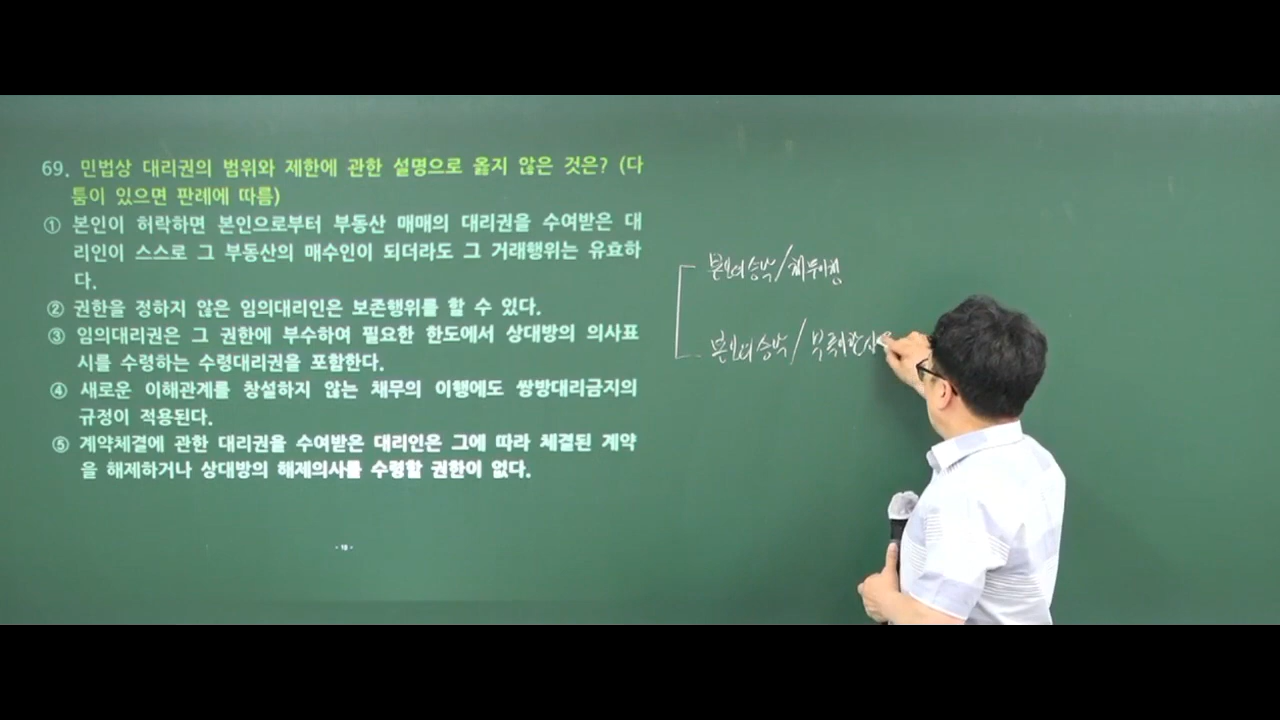 69. 민법상 대리권의 범위와 제한에 관한 설명으로 옳지 않은 것은? (다
툼이 있으면 판례에 따름)
① 본인이 허락하면 본인으로부터 부동산 매매의 대리권을 수여받은 대
리인이 스스로 그 부동산의 매수인이 되더라도 그 거래행위는 유효하
다.
② 권한을 정하지 않은 임의대리인은 보존행위를 할 수 있다.
③ 임의대리권은 그 권한에 부수하여 필요한 한도에서 상대방의 의사표
시를 수령하는 수령대리권을 포함한다.
④ 새로운 이해관계를 창설하지 않는 채무의 이행에도 쌍방대리금지의
규정이 적용된다.
⑤ 계약체결에 관한 대리권을 수여받은 대리인은 그에 따라 체결된 계약
을 해제하거나 상대방의 해제의사를 수령할 권한이 없다.
- 19 -
본인의 승낙/채무이행
본인의 승낙/부득이한 사